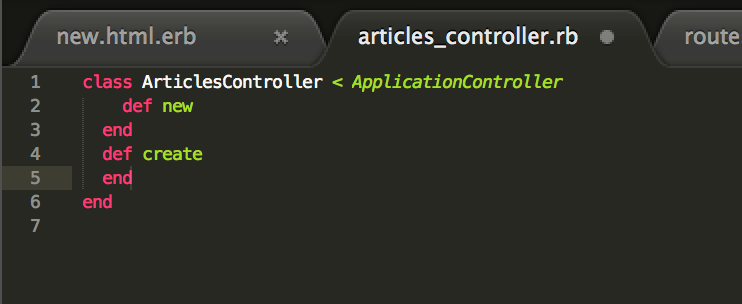 new.html.erb × articles_controller.rb route
1 class ArticlesController < ApplicationController
2     def new
3   end
4   def create
5   end
6 end
7